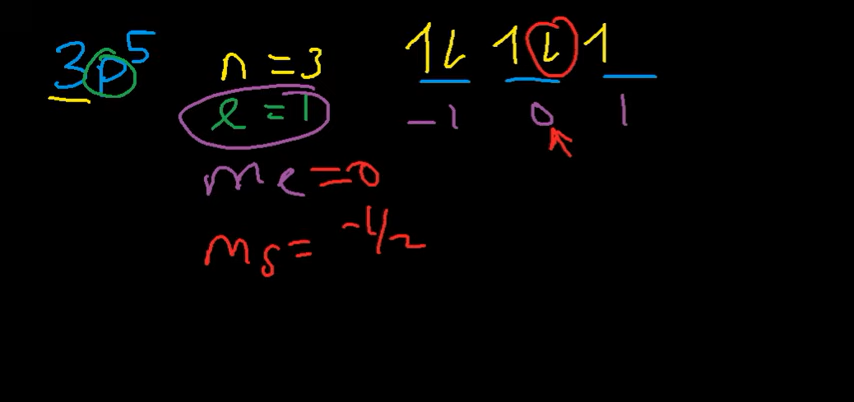 3p⁵ n = 3 1l 1l 1
l = 1 -1 0 1
ml = 0
ms = -1/2